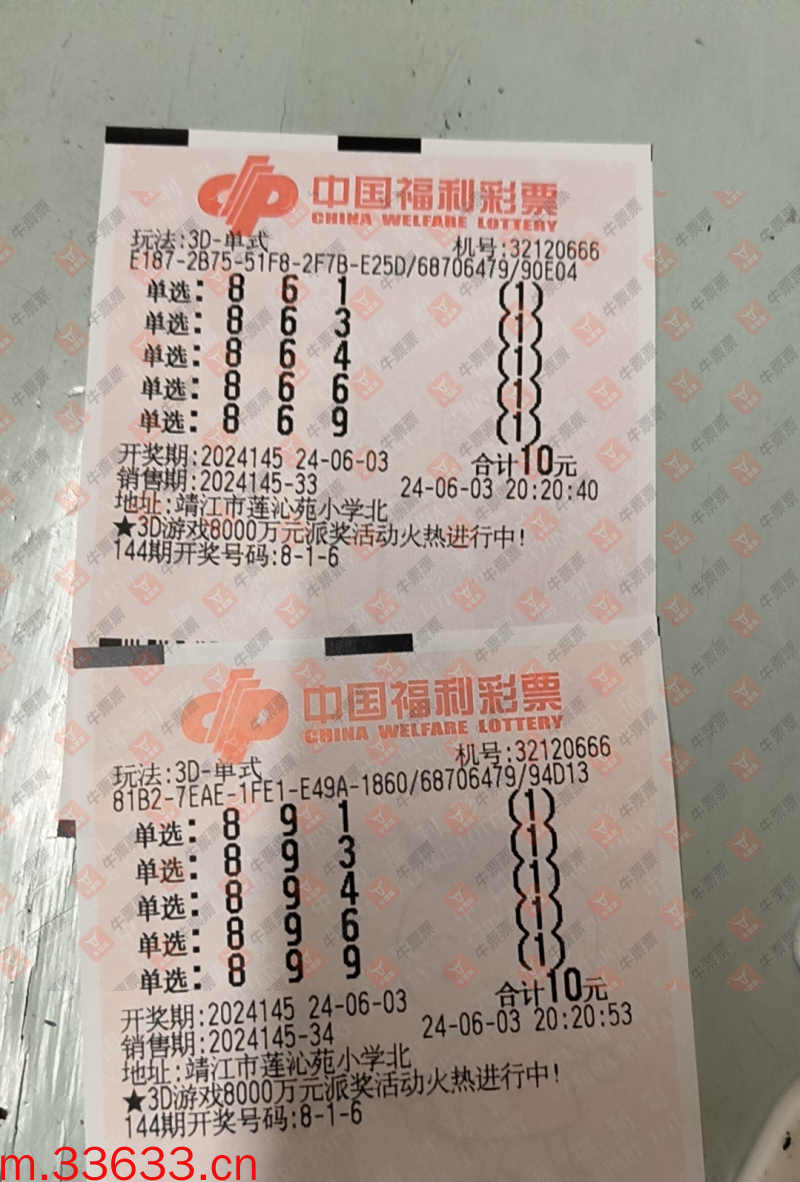 中国福利彩票
CHINA WELFARE LOTTERY
玩法:3D-单式 机号:32120666
E187-2B75-51F8-2F7B-E25D/68706479/90E04
单选: 8 6 1 (1)
单选: 8 6 3 (1)
单选: 8 6 4 (1)
单选: 8 6 6 (1)
单选: 8 6 9 (1)
开奖期:2024145 24-06-03 合计10元
销售期:2024145-33 24-06-03 20:20:40
地址:靖江市莲沁苑小学北
★3D游戏8000万元派奖活动火热进行中!
144期开奖号码:8-1-6
中国福利彩票
CHINA WELFARE LOTTERY
玩法:3D-单式 机号:32120666
81B2-7EAE-1FE1-E49A-1860/68706479/94D13
单选: 8 9 1 (1)
单选: 8 9 3 (1)
单选: 8 9 4 (1)
单选: 8 9 6 (1)
单选: 8 9 9 (1)
开奖期:2024145 24-06-03 合计10元
销售期:2024145-34 24-06-03 20:20:53
地址:靖江市莲沁苑小学北
★3D游戏8000万元派奖活动火热进行中!
144期开奖号码:8-1-6
m.33633.cn